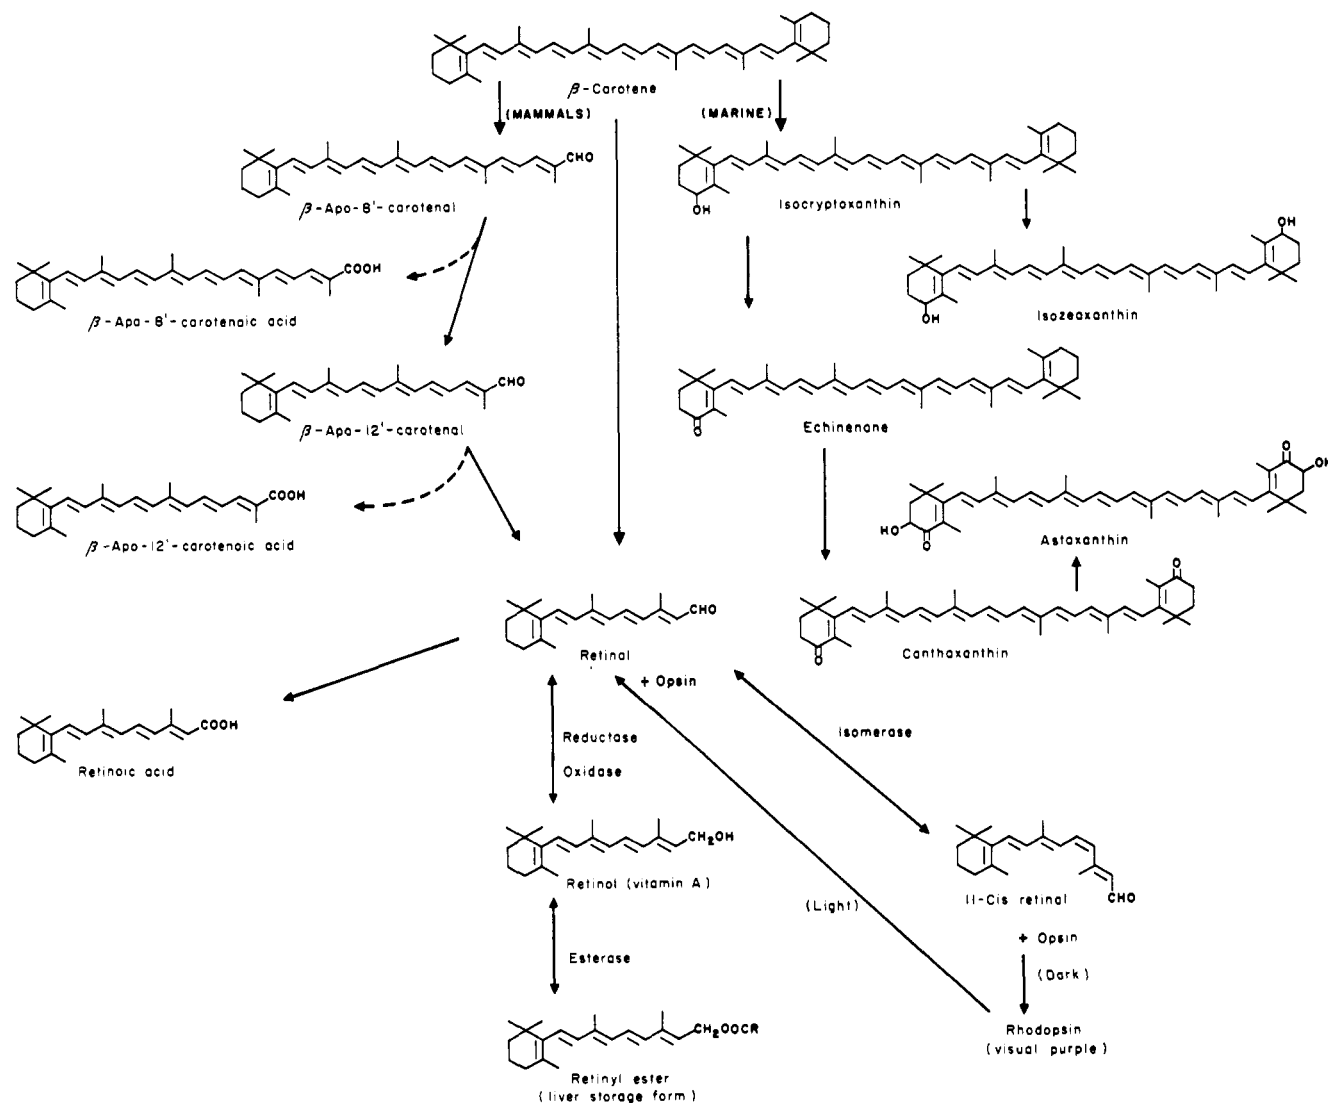 β-Carotene
(MAMMALS)
(MARINE)
CHO
β-Apo-8'-carotenal
OH
Isocryptoxanthin
COOH
β-Apo-8'-carotenoic acid
OH
OH
Isozeaxanthin
CHO
β-Apo-12'-carotenal
O
Echinenone
COOH
β-Apo-12'-carotenoic acid
O
OH
HO
O
Astaxanthin
CHO
Retinal
+ Opsin
O
O
Canthaxanthin
COOH
Retinoic acid
Reductase
Oxidase
Isomerase
CH2OH
Retinol (vitamin A)
CHO
11-Cis retinal
+ Opsin
(Dark)
(Light)
Esterase
Rhodopsin
(visual purple)
CH2OOCR
Retinyl ester
(liver storage form)